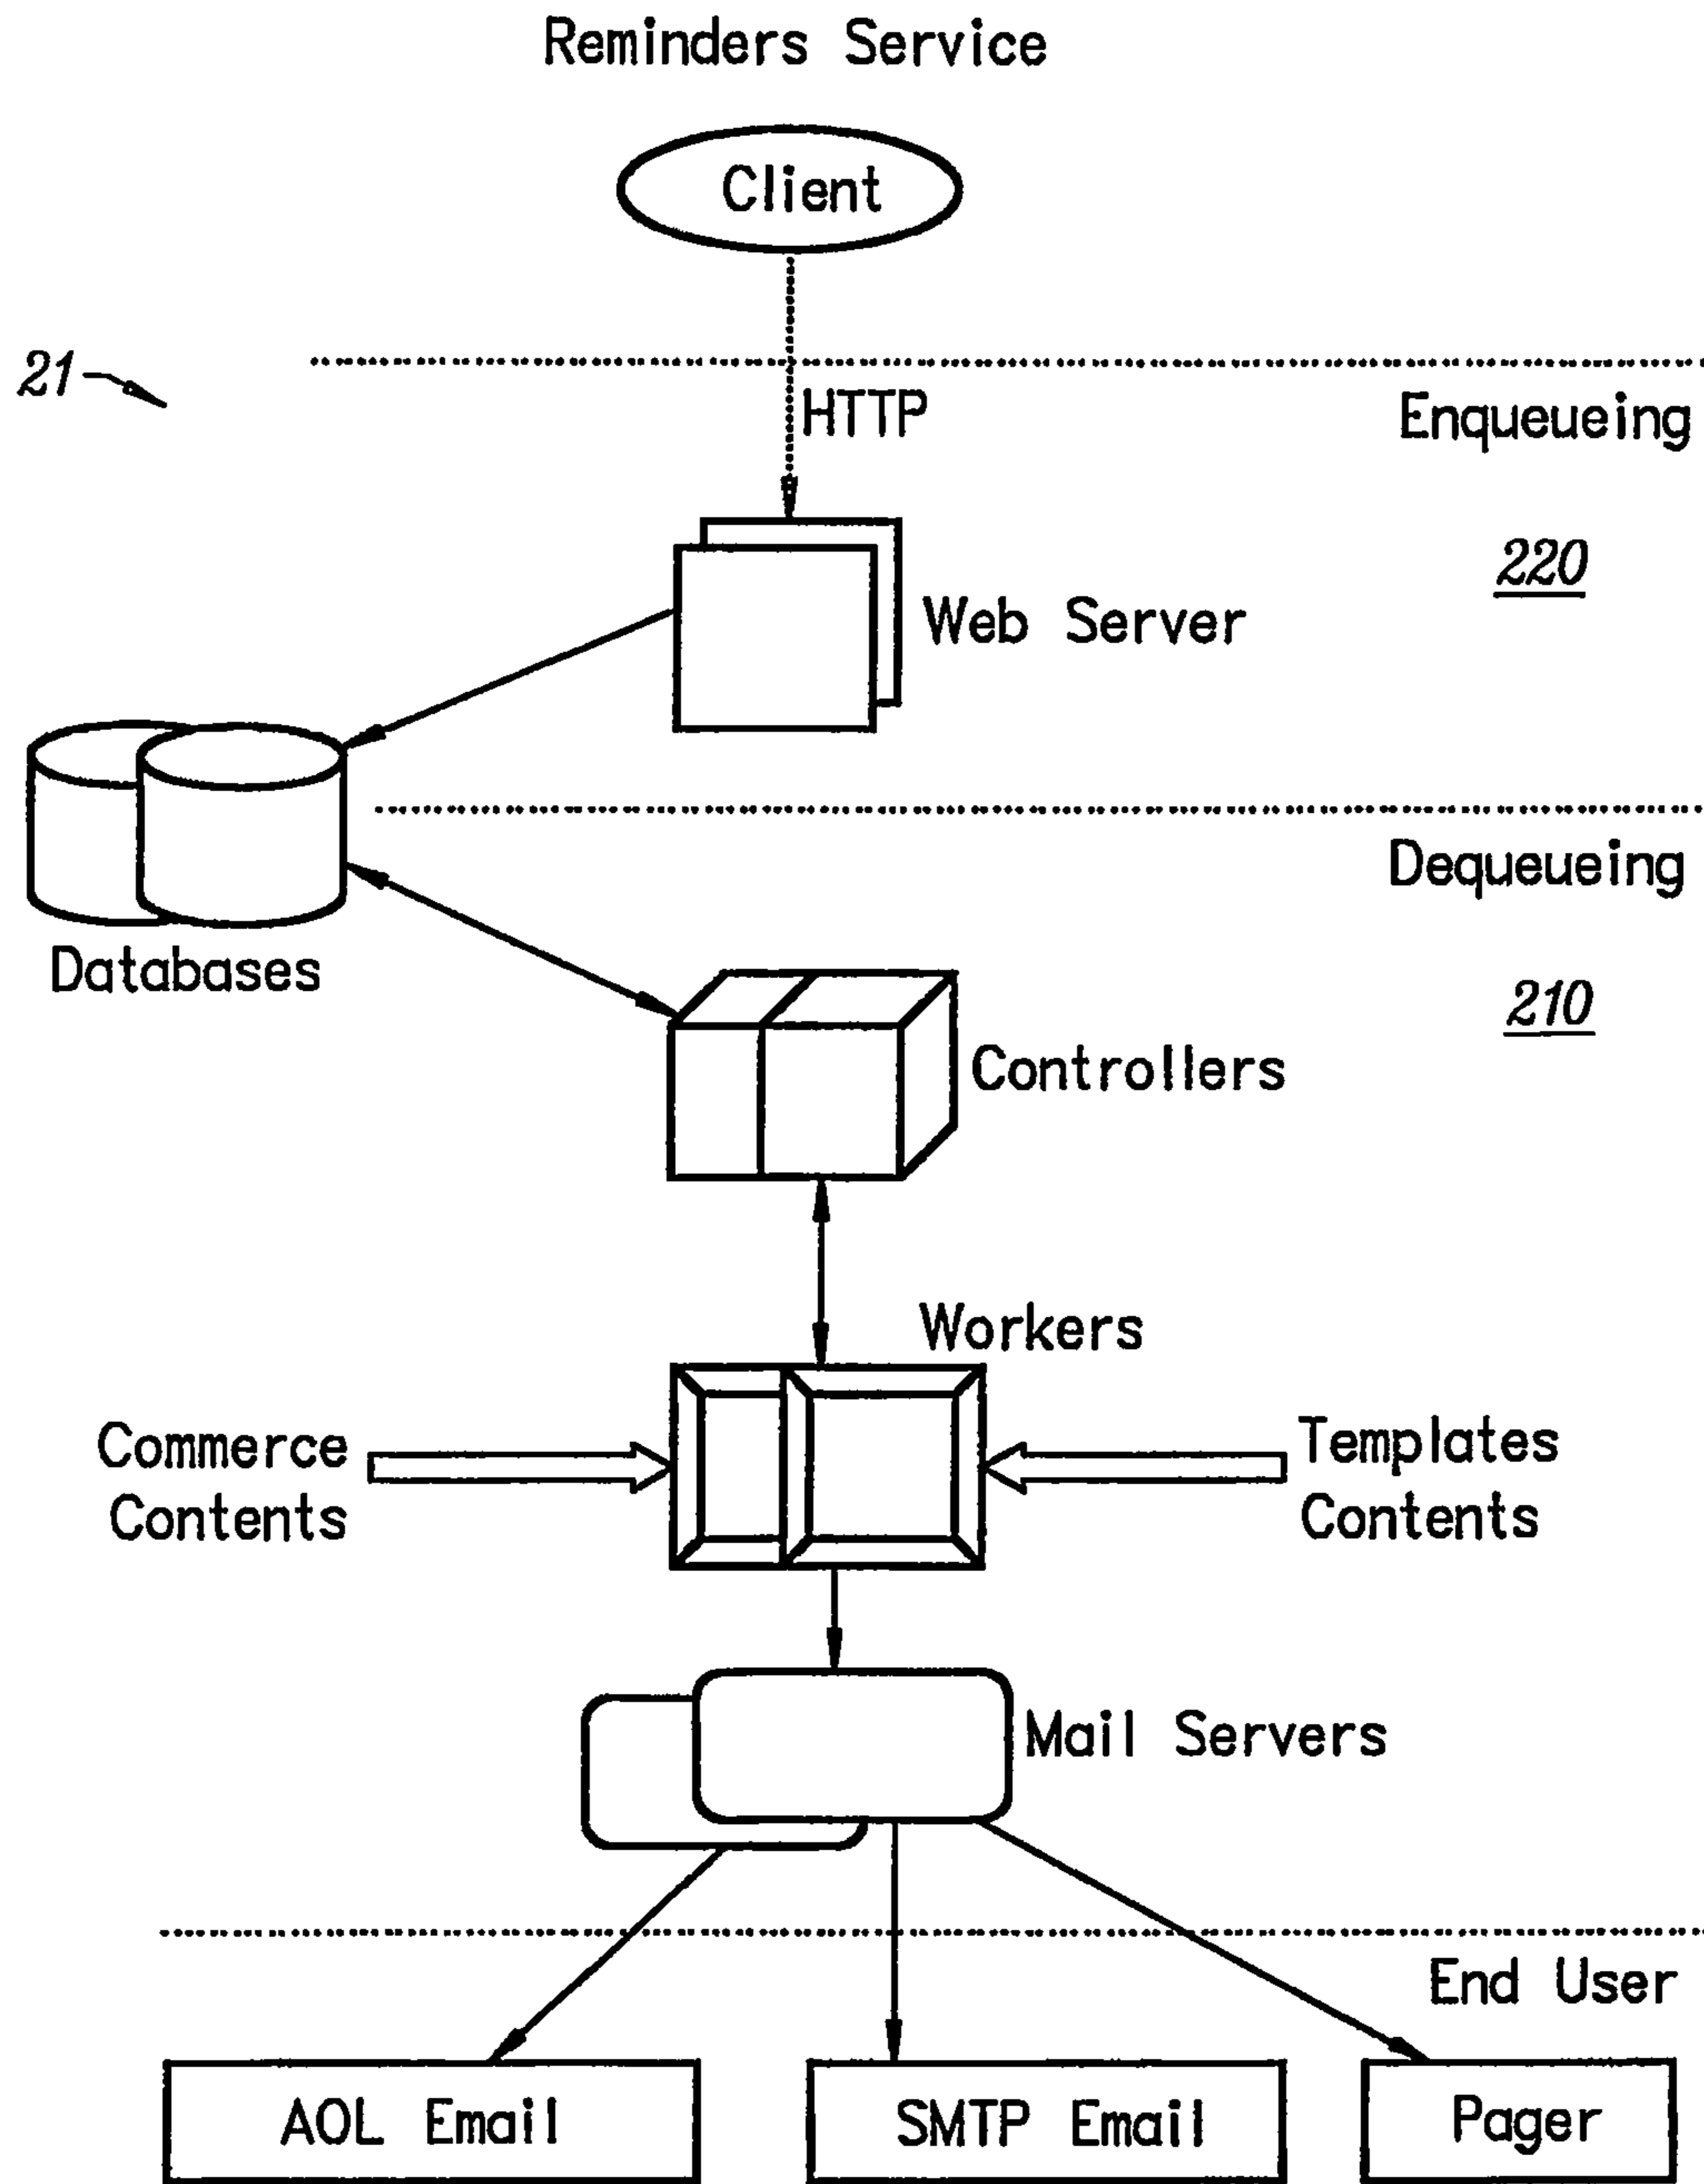 Reminders Service
Client
21
HTTP
Enqueueing
220
Web Server
Dequeueing
Databases
210
Controllers
Workers
Commerce
Contents
Templates
Contents
Mail Servers
End User
AOL Email
SMTP Email
Pager